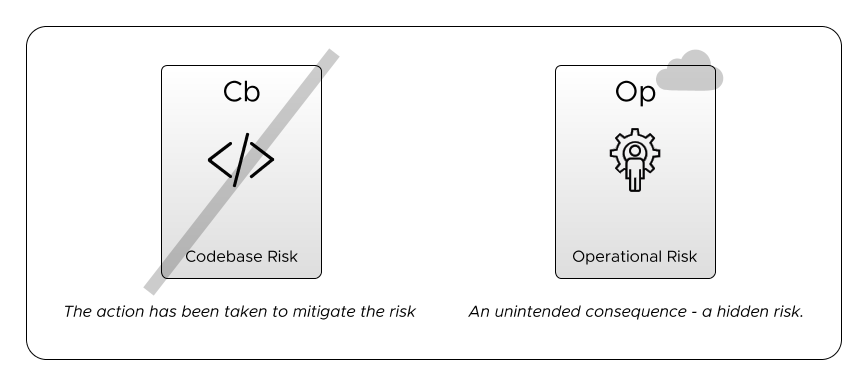 Cb
</>
Codebase Risk
The action has been taken to mitigate the risk
Op
Operational Risk
An unintended consequence - a hidden risk.